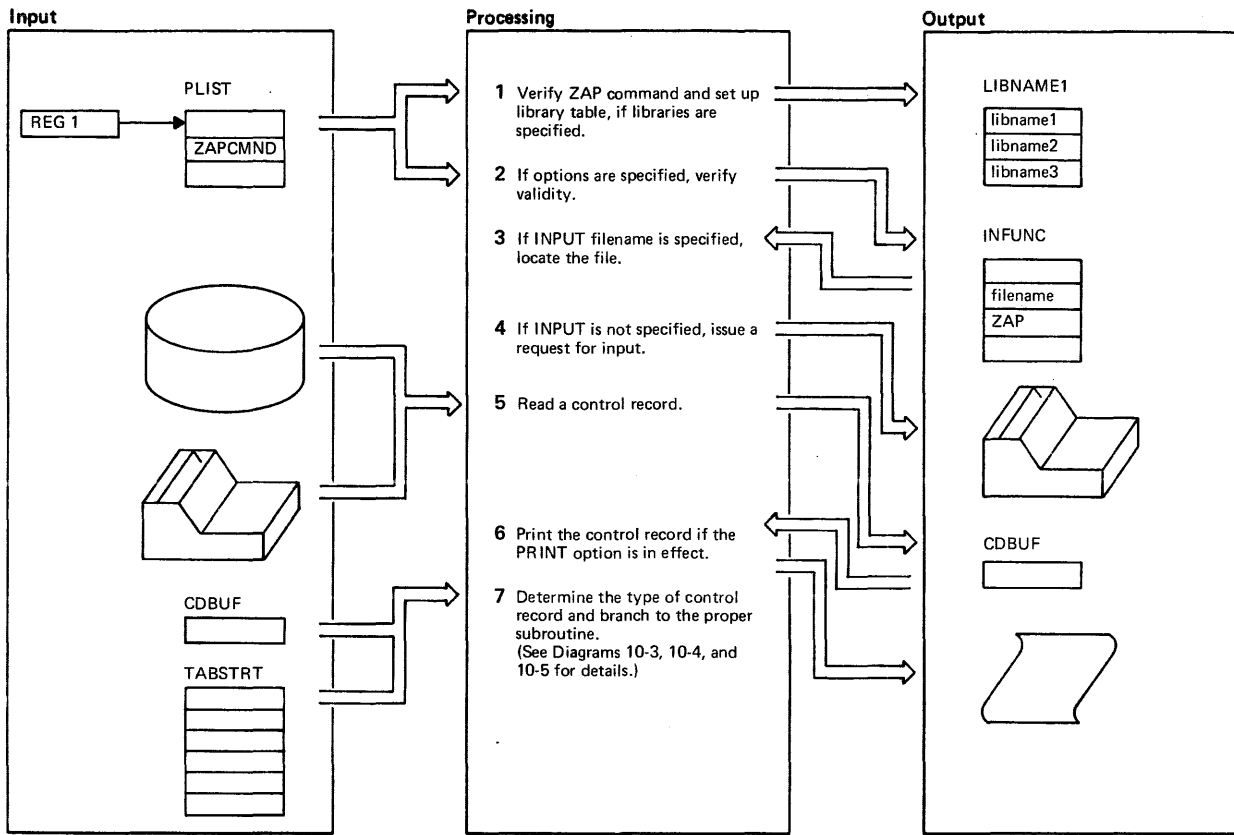 Input
PLIST
REG 1
ZAPCMND
CDBUF
TABSTRT
Processing
1 Verify ZAP command and set up
library table, if libraries are
specified.
2 If options are specified, verify
validity.
3 If INPUT filename is specified,
locate the file.
4 If INPUT is not specified, issue a
request for input.
5 Read a control record.
6 Print the control record if the
PRINT option is in effect.
7 Determine the type of control
record and branch to the proper
subroutine.
(See Diagrams 10-3, 10-4, and
10-5 for details.)
Output
LIBNAME1
libname1
libname2
libname3
INFUNC
filename
ZAP
CDBUF